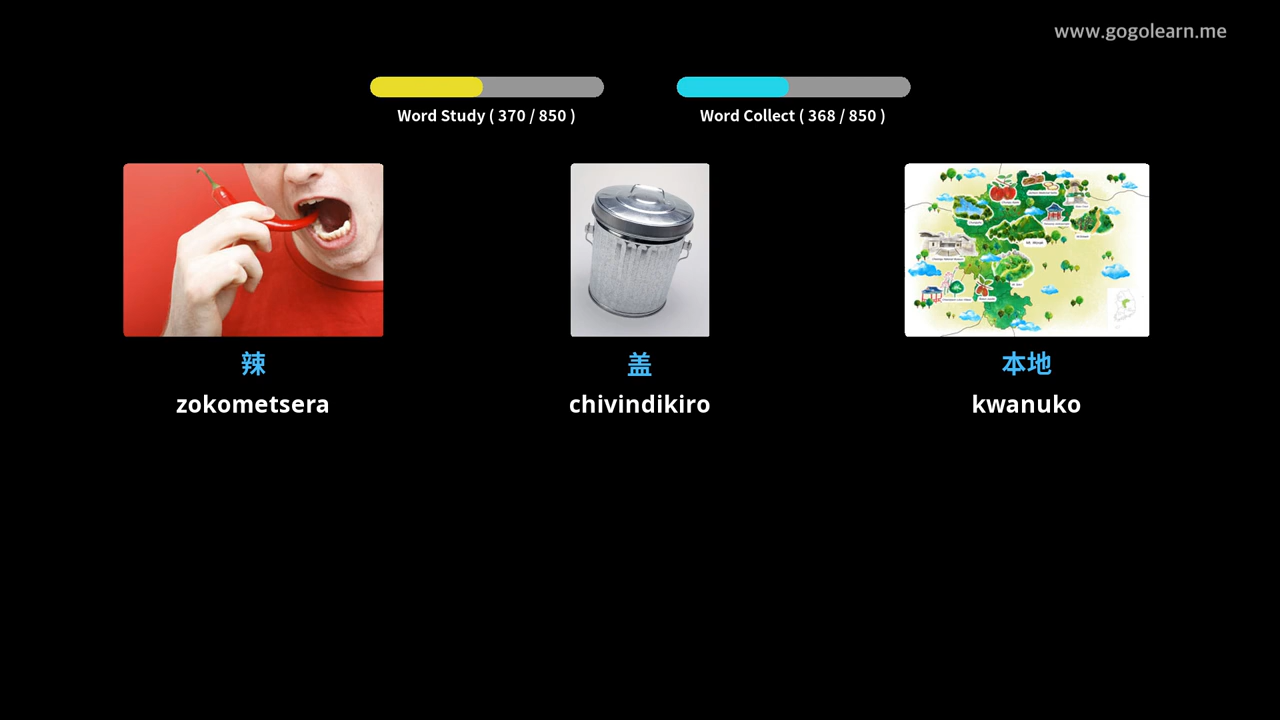 www.gogolearn.me
Word Study ( 370 / 850 )
Word Collect ( 368 / 850 )
辣
盖
本地
zokometsera
chivindikiro
kwanuko